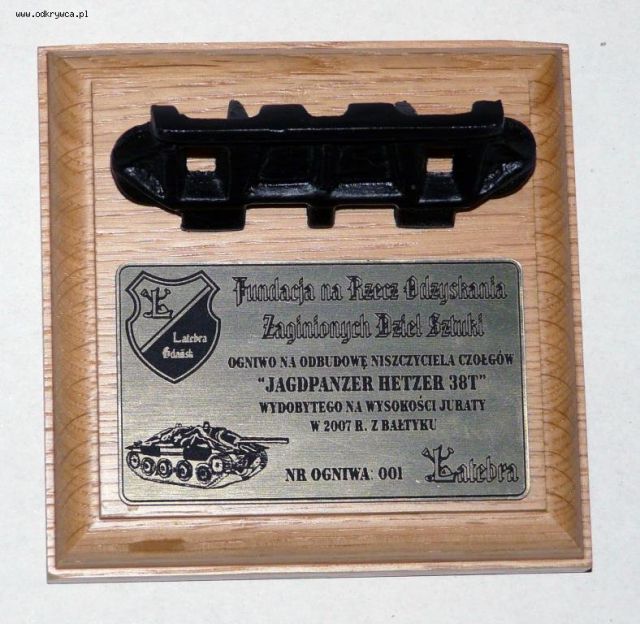 www.odkrywca.pl
Fundacja na Rzecz Odzyskania
Zaginionych Dzieł Sztuki
Ł
Latebra
Gdańsk
OGNIWO NA ODBUDOWĘ NISZCZYCIELA CZOŁGÓW
"JAGDPANZER HETZER 38T"
WYDOBYTEGO NA WYSOKOŚCI JURATY
W 2007 R. Z BAŁTYKU
NR OGNIWA: 001
Łatebra